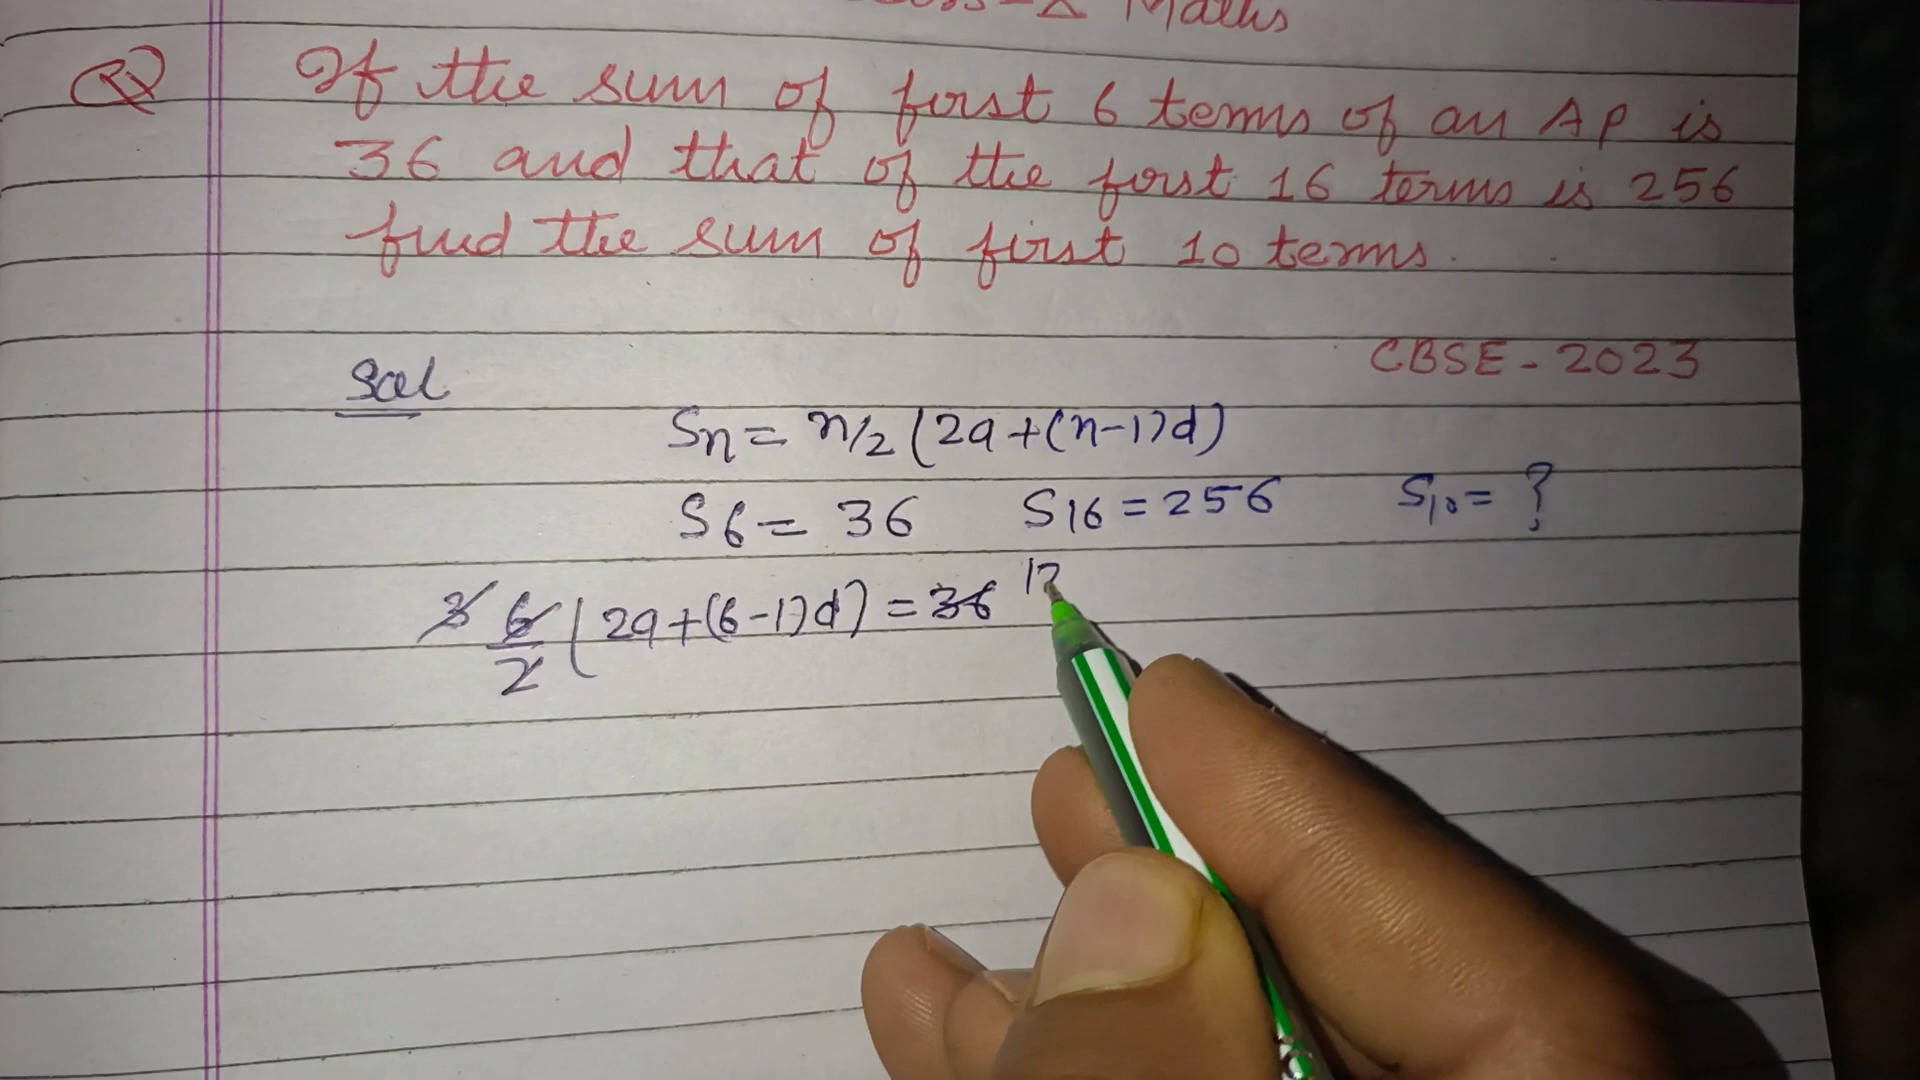 Maths
Q If the sum of first 6 terms of an AP is
36 and that of the first 16 terms is 256
find the sum of first 10 terms.
CBSE - 2023
Sol
Sn = n/2 (2a+(n-1)d)
S6 = 36 S16 = 256 S10 = ?
3 6/2 (2a+(6-1)d) = 36 12